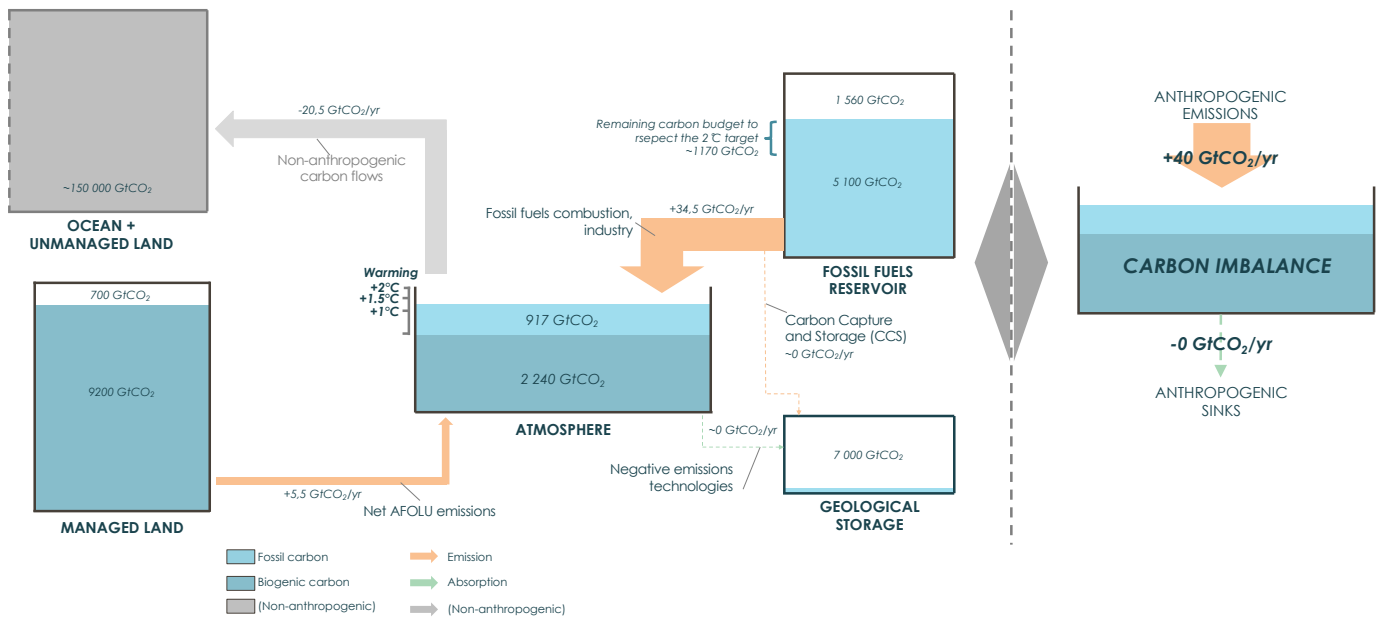 ~150 000 GtCO₂
OCEAN +
UNMANAGED LAND
-20,5 GtCO₂/yr
Non-anthropogenic
carbon flows
700 GtCO₂
9200 GtCO₂
MANAGED LAND
+5,5 GtCO₂/yr
Net AFOLU emissions
Warming
+2°C
+1.5°C
+1°C
917 GtCO₂
2 240 GtCO₂
ATMOSPHERE
Fossil fuels combustion,
industry
+34,5 GtCO₂/yr
Remaining carbon budget to
rsepect the 2°C target
~1170 GtCO₂
1 560 GtCO₂
5 100 GtCO₂
FOSSIL FUELS
RESERVOIR
Carbon Capture
and Storage (CCS)
~0 GtCO₂/yr
~0 GtCO₂/yr
Negative emissions
technologies
7 000 GtCO₂
GEOLOGICAL
STORAGE
ANTHROPOGENIC
EMISSIONS
+40 GtCO₂/yr
CARBON IMBALANCE
-0 GtCO₂/yr
ANTHROPOGENIC
SINKS
Fossil carbon
Biogenic carbon
(Non-anthropogenic)
Emission
Absorption
(Non-anthropogenic)